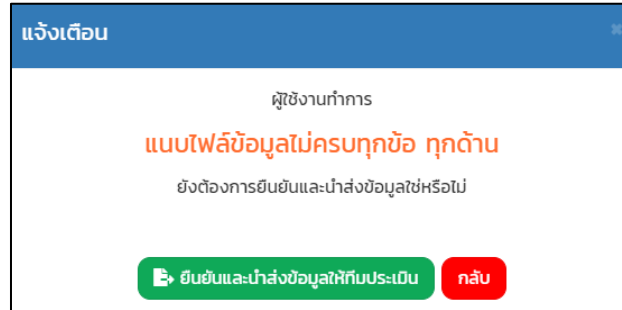 แจ้งเตือน
ผู้ใช้งานทำการ
แนบไฟล์ข้อมูลไม่ครบทุกข้อ ทุกด้าน
ยังต้องการยืนยันและนำส่งข้อมูลใช่หรือไม่
ยืนยันและนำส่งข้อมูลให้ทีมประเมิน กลับ